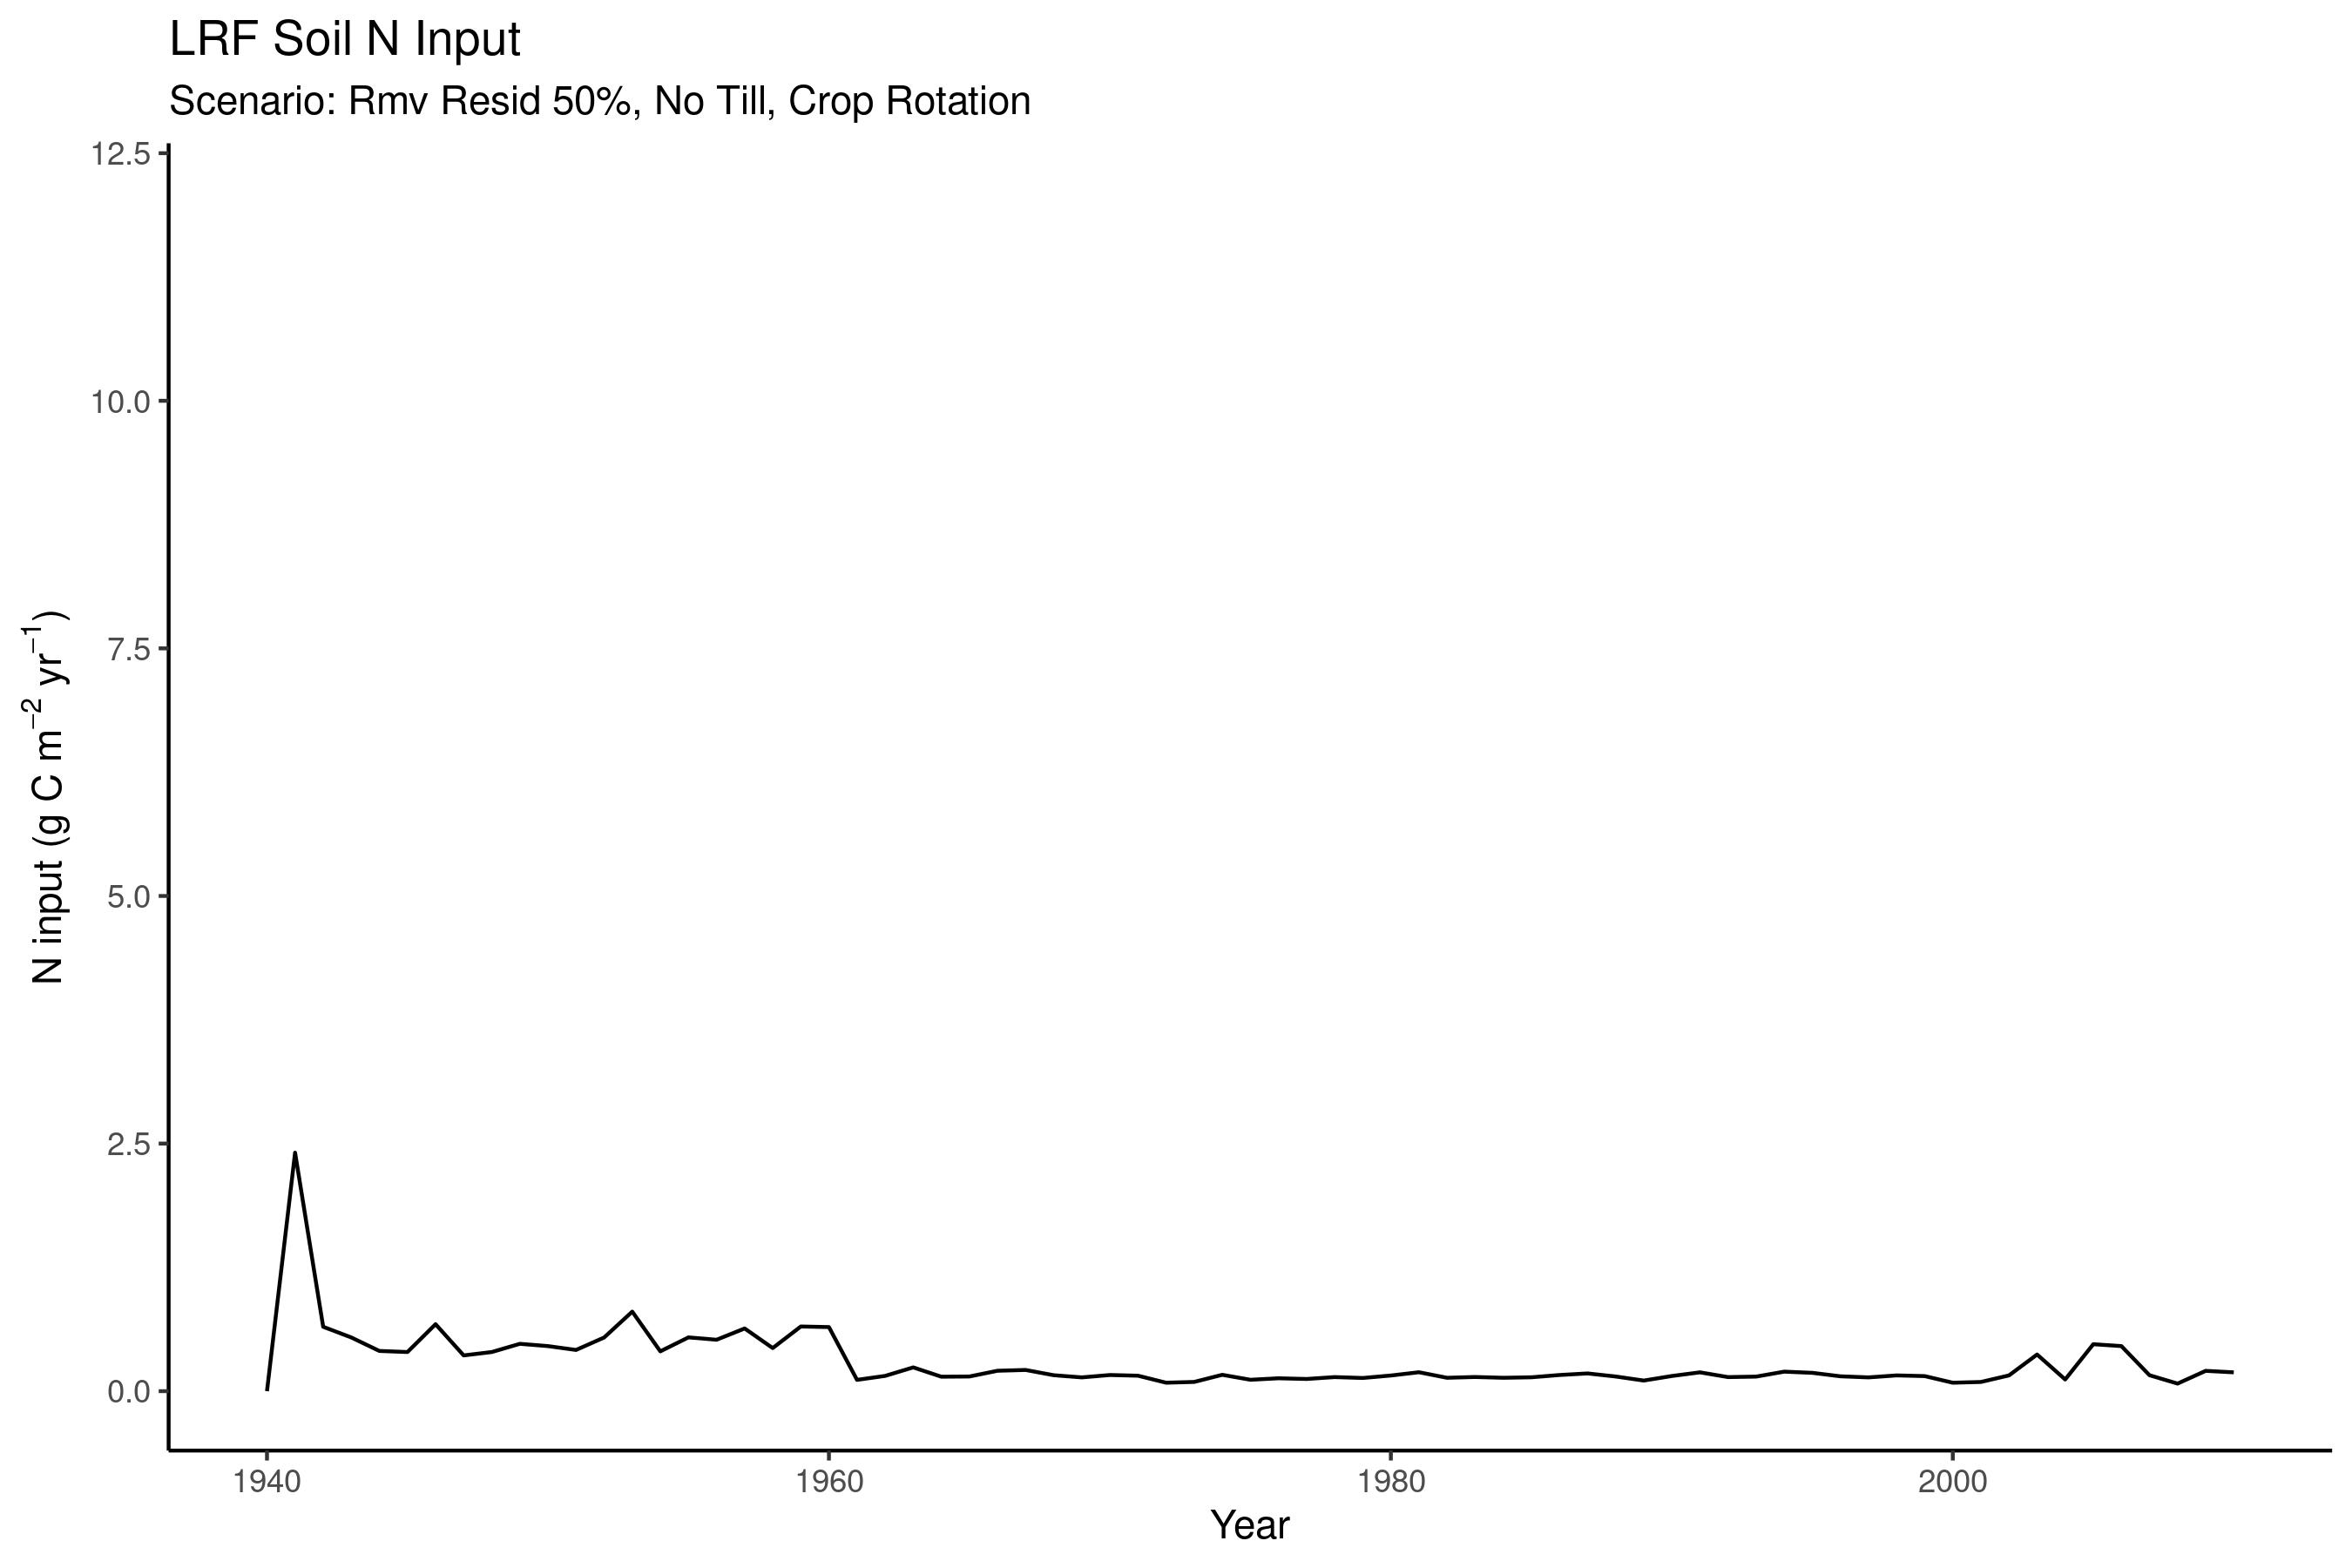 LRF Soil N Input
Scenario: Rmv Resid 50%, No Till, Crop Rotation
12.5
10.0
7.5
5.0
2.5
0.0
N input (g C m⁻² yr⁻¹)
1940 1960 1980 2000
Year